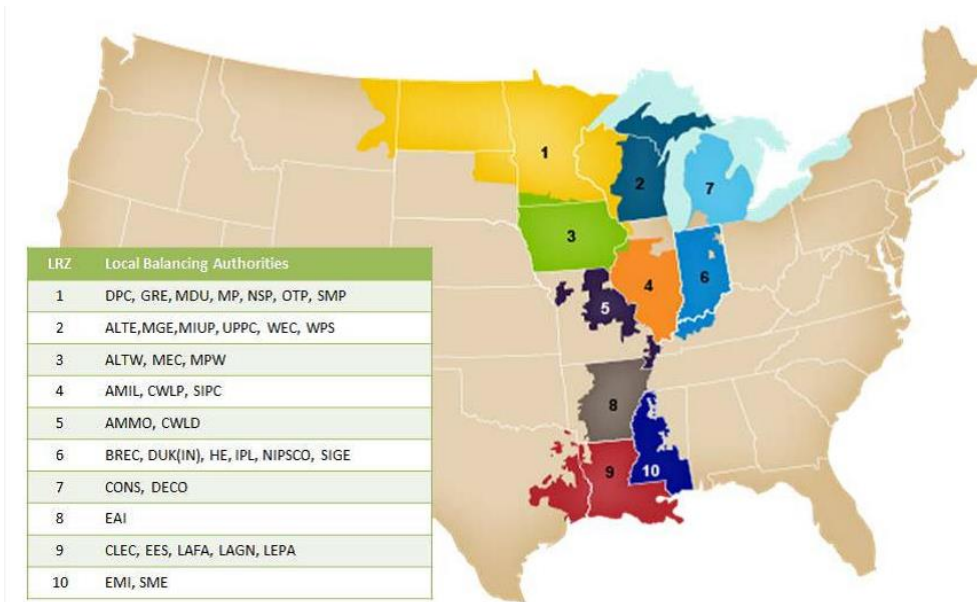 1
2
7
3
4
6
5
8
9
10
LRZ Local Balancing Authorities
1 DPC, GRE, MDU, MP, NSP, OTP, SMP
2 ALTE,MGE,MIUP, UPPC, WEC, WPS
3 ALTW, MEC, MPW
4 AMIL, CWLP, SIPC
5 AMMO, CWLD
6 BREC, DUK(IN), HE, IPL, NIPSCO, SIGE
7 CONS, DECO
8 EAI
9 CLEC, EES, LAFA, LAGN, LEPA
10 EMI, SME